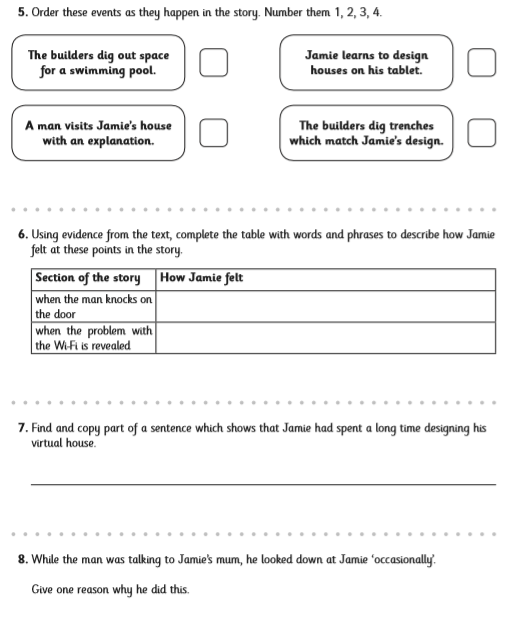 5. Order these events as they happen in the story. Number them 1, 2, 3, 4.
The builders dig out space
for a swimming pool.
Jamie learns to design
houses on his tablet.
A man visits Jamie's house
with an explanation.
The builders dig trenches
which match Jamie's design.
6. Using evidence from the text, complete the table with words and phrases to describe how Jamie
felt at these points in the story.
Section of the story How Jamie felt
when the man knocks on
the door
when the problem with
the Wi-Fi is revealed
7. Find and copy part of a sentence which shows that Jamie had spent a long time designing his
virtual house.
8. While the man was talking to Jamie's mum, he looked down at Jamie 'occasionally'.
Give one reason why he did this.